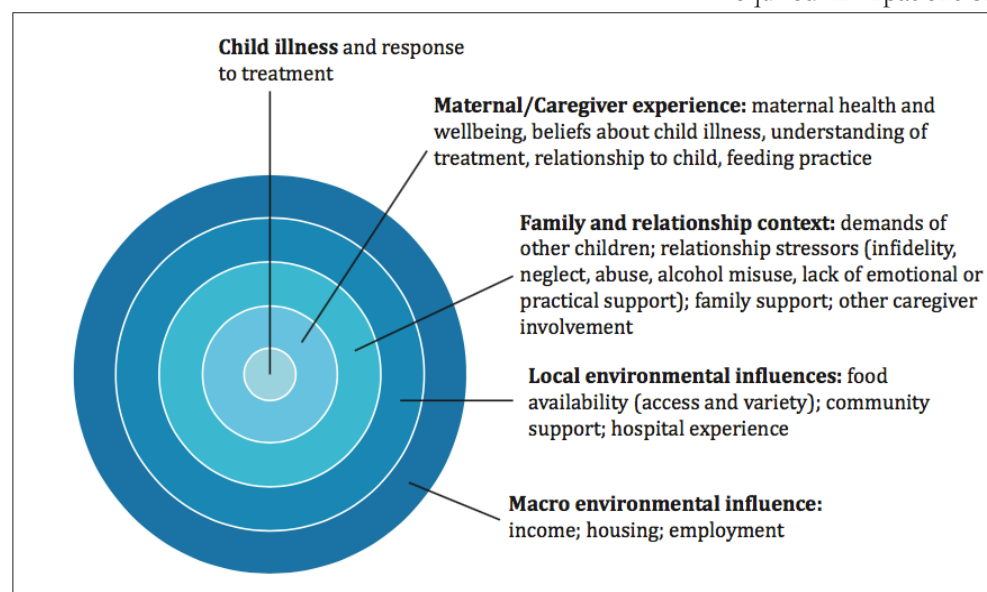 Child illness and response
to treatment
Maternal/Caregiver experience: maternal health and
wellbeing, beliefs about child illness, understanding of
treatment, relationship to child, feeding practice
Family and relationship context: demands of
other children; relationship stressors (infidelity,
neglect, abuse, alcohol misuse, lack of emotional or
practical support); family support; other caregiver
involvement
Local environmental influences: food
availability (access and variety); community
support; hospital experience
Macro environmental influence:
income; housing; employment